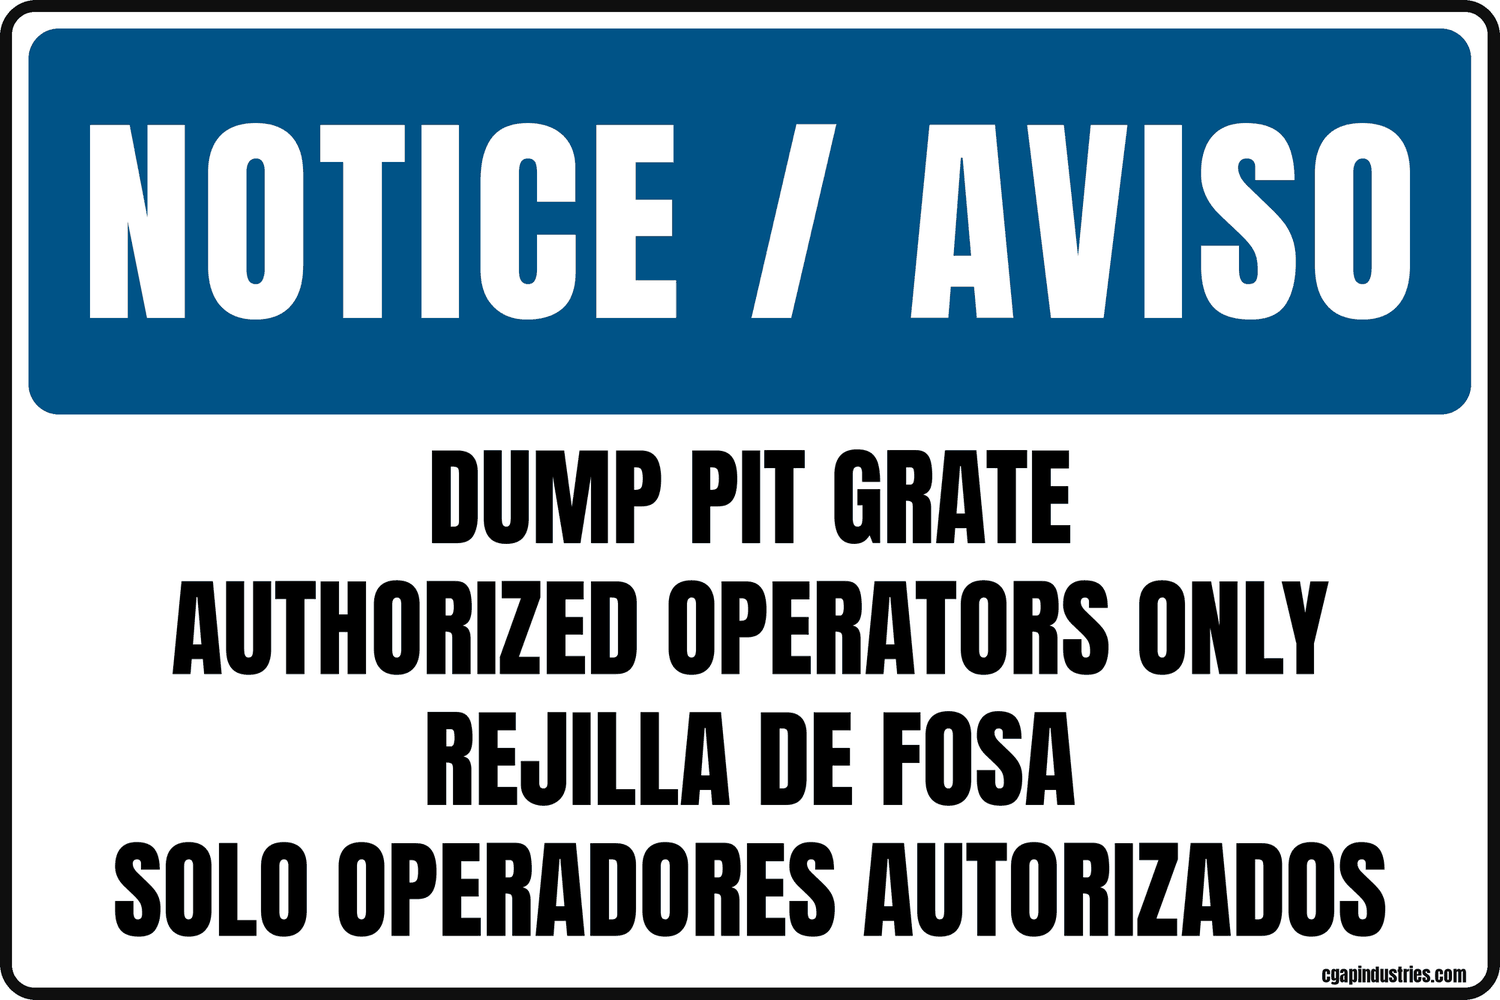 NOTICE / AVISO
DUMP PIT GRATE
AUTHORIZED OPERATORS ONLY
REJILLA DE FOSA
SOLO OPERADORES AUTORIZADOS
cgapindustries.com